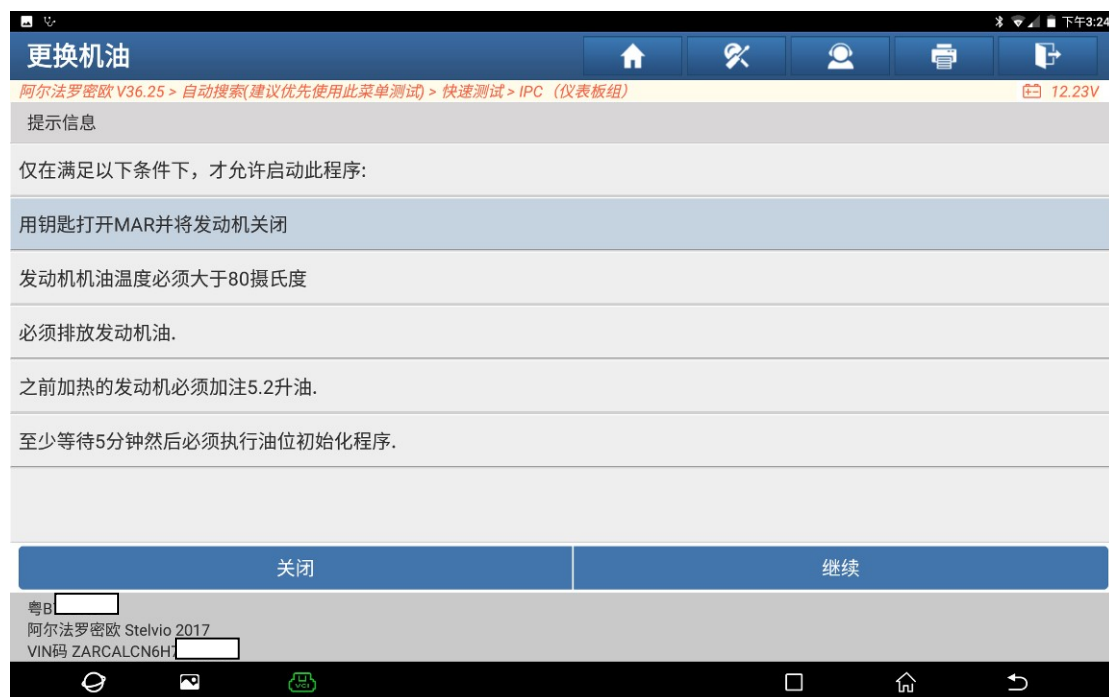 下午3:24
更换机油
阿尔法罗密欧 V36.25 > 自动搜索(建议优先使用此菜单测试) > 快速测试 > IPC（仪表板组）
12.23V
提示信息
仅在满足以下条件下，才允许启动此程序:
用钥匙打开MAR并将发动机关闭
发动机机油温度必须大于80摄氏度
必须排放发动机油.
之前加热的发动机必须加注5.2升油.
至少等待5分钟然后必须执行油位初始化程序.
关闭
继续
粤B
阿尔法罗密欧 Stelvio 2017
VIN码 ZARCALCN6H7
VCI